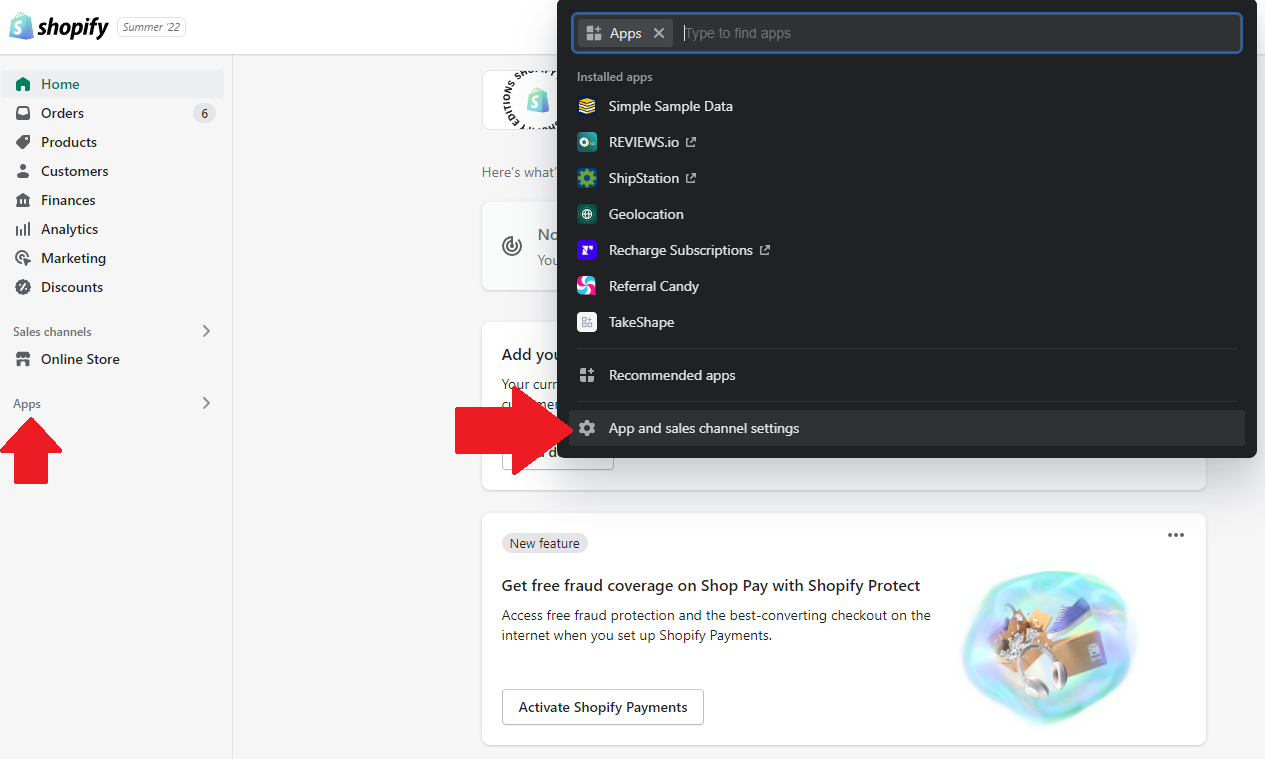 shopify
Summer '22
Home
Orders
6
Products
Customers
Finances
Analytics
Marketing
Discounts
Sales channels
Online Store
Apps
Apps
Type to find apps
Installed apps
Simple Sample Data
REVIEWS.io
ShipStation
Geolocation
Recharge Subscriptions
Referral Candy
TakeShape
Recommended apps
App and sales channel settings
EDITIONS SHOPIFY
Here's what'
No
You
Add you
Your curr
customer
New feature
Get free fraud coverage on Shop Pay with Shopify Protect
Access free fraud protection and the best-converting checkout on the
internet when you set up Shopify Payments.
Activate Shopify Payments